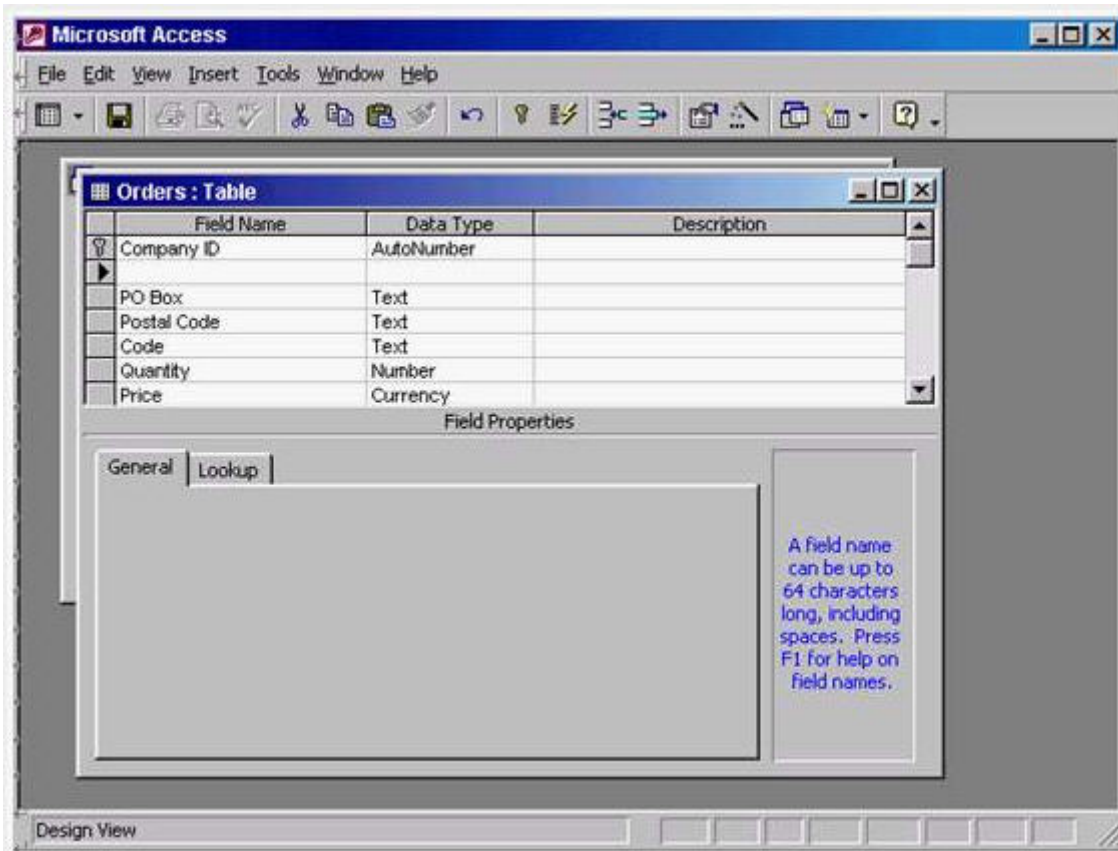 Microsoft Access
File Edit View Insert Tools Window Help
Orders : Table
Field Name Data Type Description
Company ID AutoNumber
PO Box Text
Postal Code Text
Code Text
Quantity Number
Price Currency
Field Properties
General Lookup
A field name
can be up to
64 characters
long, including
spaces. Press
F1 for help on
field names.
Design View